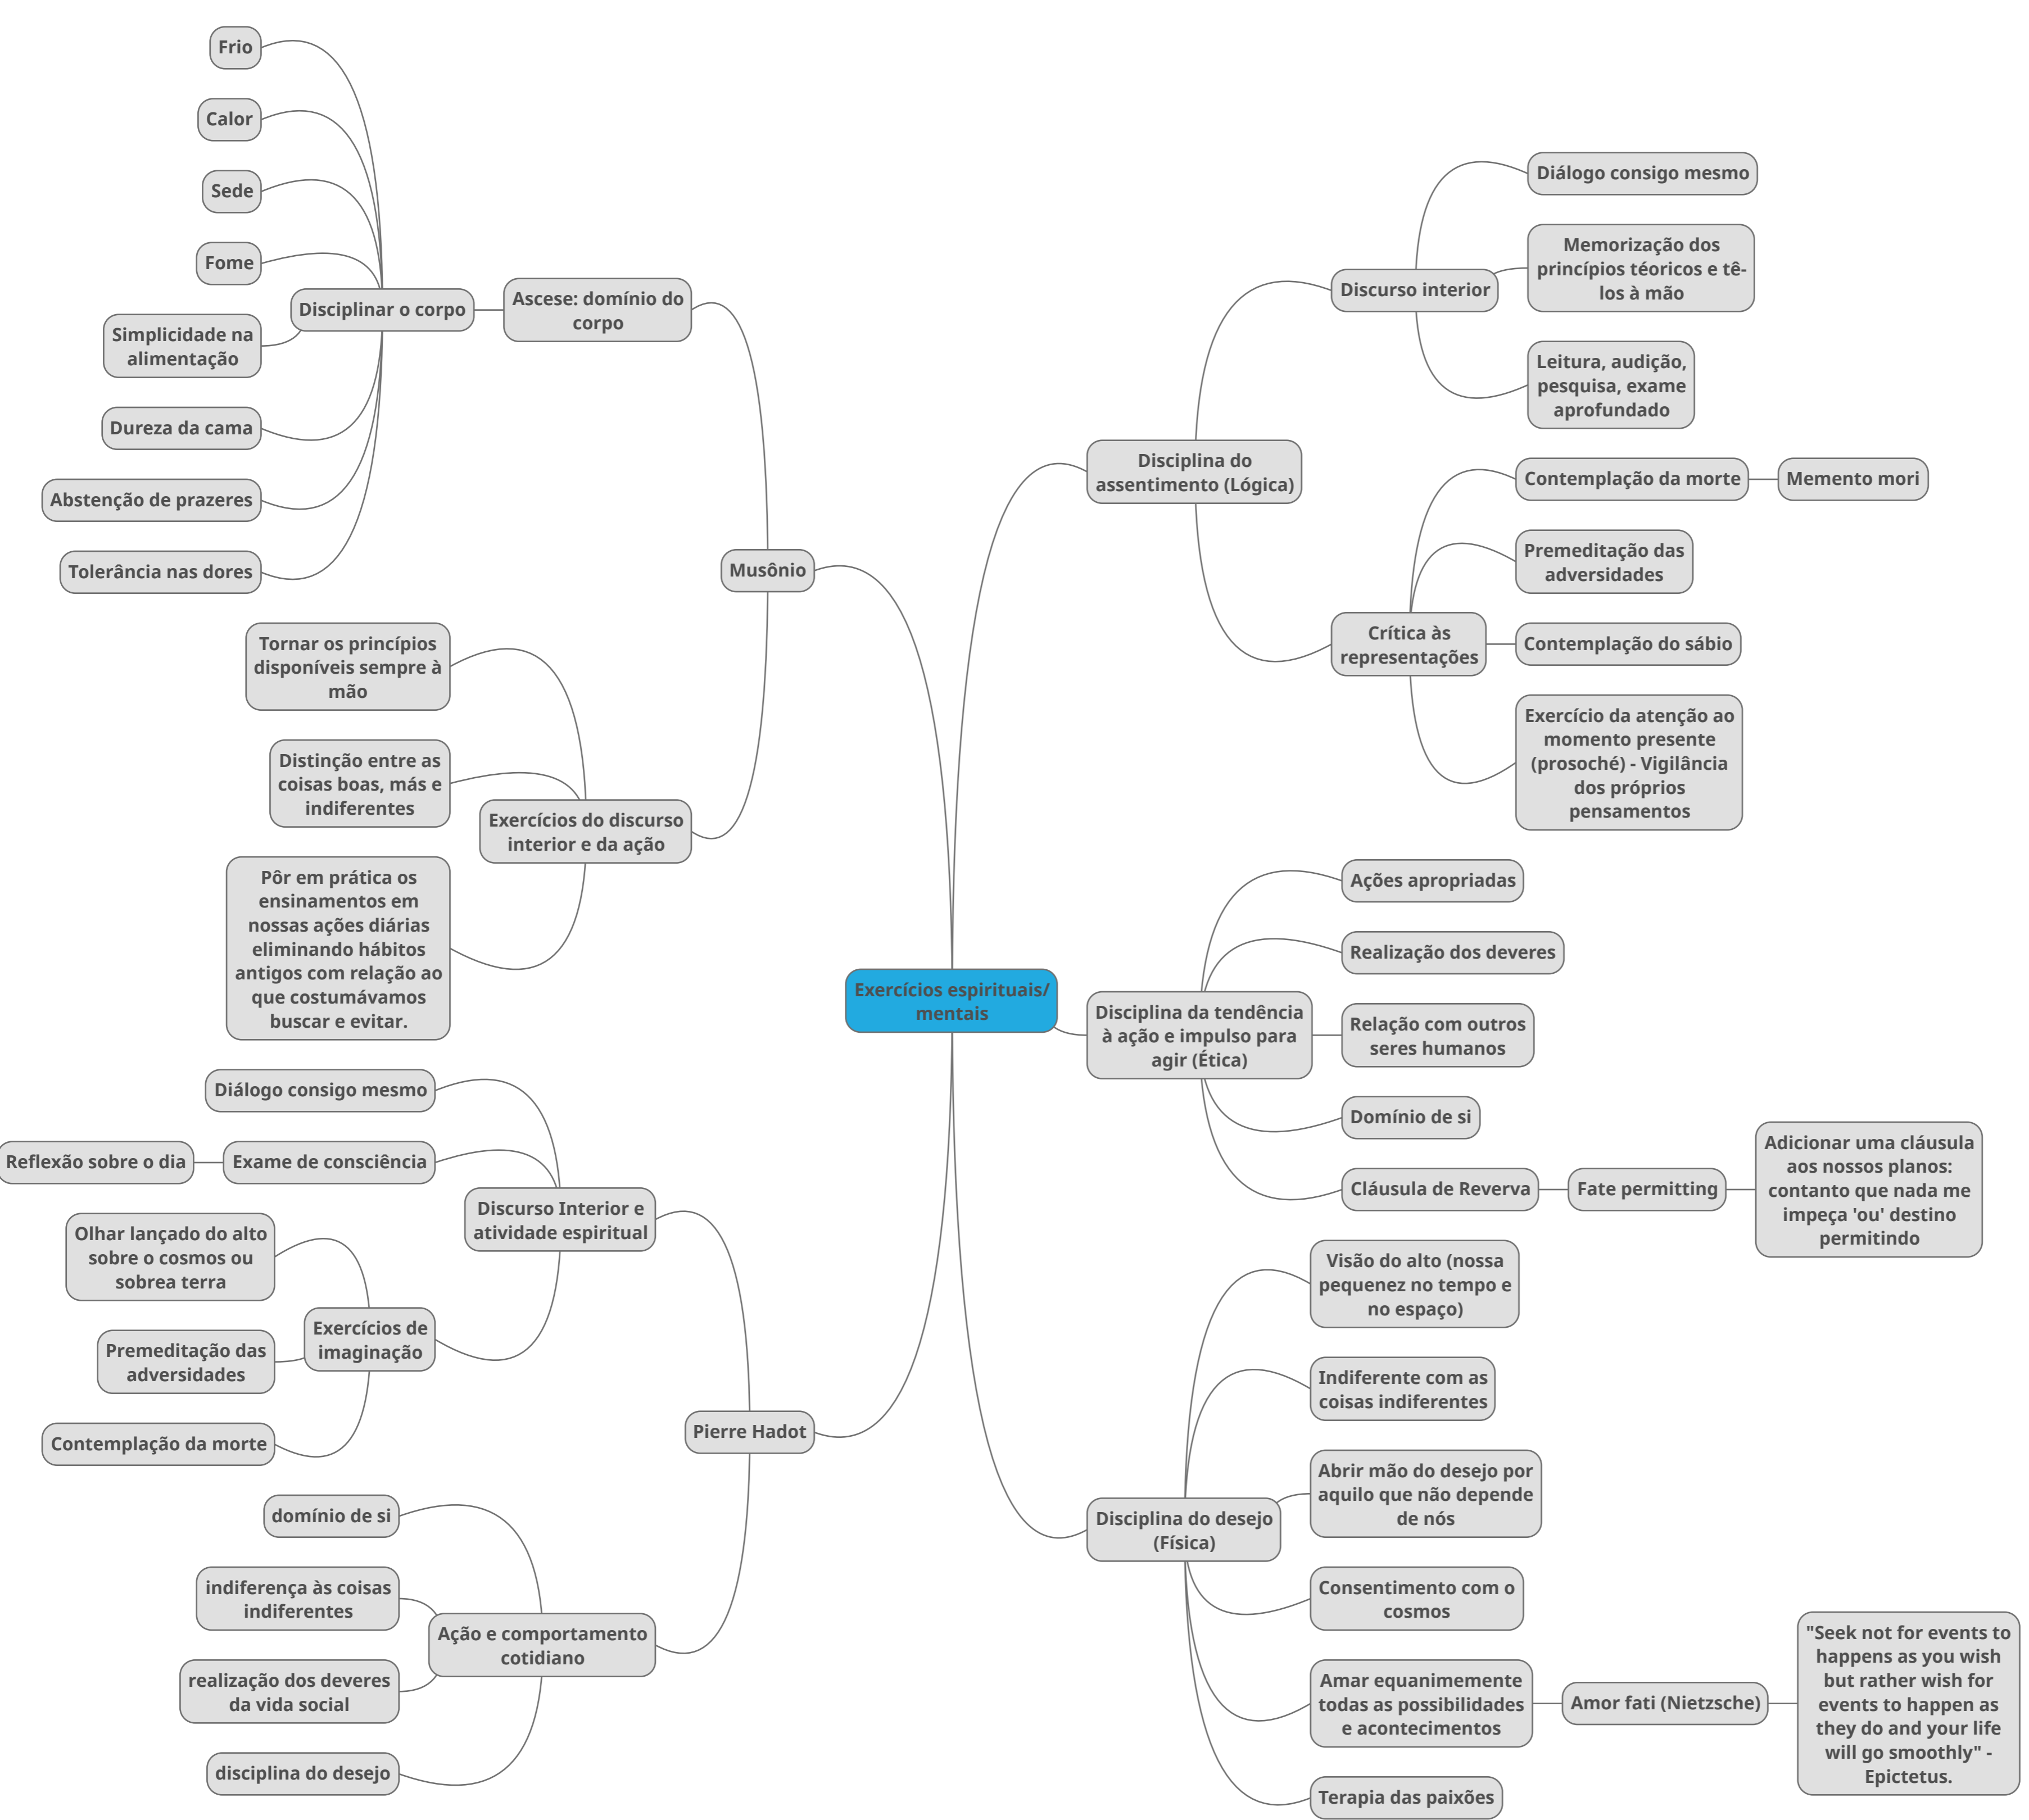 Frio
Calor
Sede
Fome
Simplicidade na
alimentação
Dureza da cama
Abstenção de prazeres
Tolerância nas dores
Disciplinar o corpo
Ascese: domínio do
corpo
Musônio
Tornar os princípios
disponíveis sempre à
mão
Distinção entre as
coisas boas, más e
indiferentes
Pôr em prática os
ensinamentos em
nossas ações diárias
eliminando hábitos
antigos com relação ao
que costumávamos
buscar e evitar.
Exercícios do discurso
interior e da ação
Diálogo consigo mesmo
Reflexão sobre o dia
Exame de consciência
Discurso Interior e
atividade espiritual
Olhar lançado do alto
sobre o cosmos ou
sobrea terra
Premeditação das
adversidades
Contemplação da morte
Exercícios de
imaginação
Pierre Hadot
domínio de si
indiferença às coisas
indiferentes
realização dos deveres
da vida social
disciplina do desejo
Ação e comportamento
cotidiano
Exercícios espirituais/
mentais
Disciplina do
assentimento (Lógica)
Discurso interior
Diálogo consigo mesmo
Memorização dos
princípios téoricos e tê-
los à mão
Leitura, audição,
pesquisa, exame
aprofundado
Crítica às
representações
Contemplação da morte
Memento mori
Premeditação das
adversidades
Contemplação do sábio
Exercício da atenção ao
momento presente
(prosoché) - Vigilância
dos próprios
pensamentos
Disciplina da tendência
à ação e impulso para
agir (Ética)
Ações apropriadas
Realização dos deveres
Relação com outros
seres humanos
Domínio de si
Cláusula de Reverva
Fate permitting
Adicionar uma cláusula
aos nossos planos:
contanto que nada me
impeça 'ou' destino
permitindo
Disciplina do desejo
(Física)
Visão do alto (nossa
pequenez no tempo e
no espaço)
Indiferente com as
coisas indiferentes
Abrir mão do desejo por
aquilo que não depende
de nós
Consentimento com o
cosmos
Amar equanimemente
todas as possibilidades
e acontecimentos
Amor fati (Nietzsche)
"Seek not for events to
happens as you wish
but rather wish for
events to happen as
they do and your life
will go smoothly" -
Epictetus.
Terapia das paixões